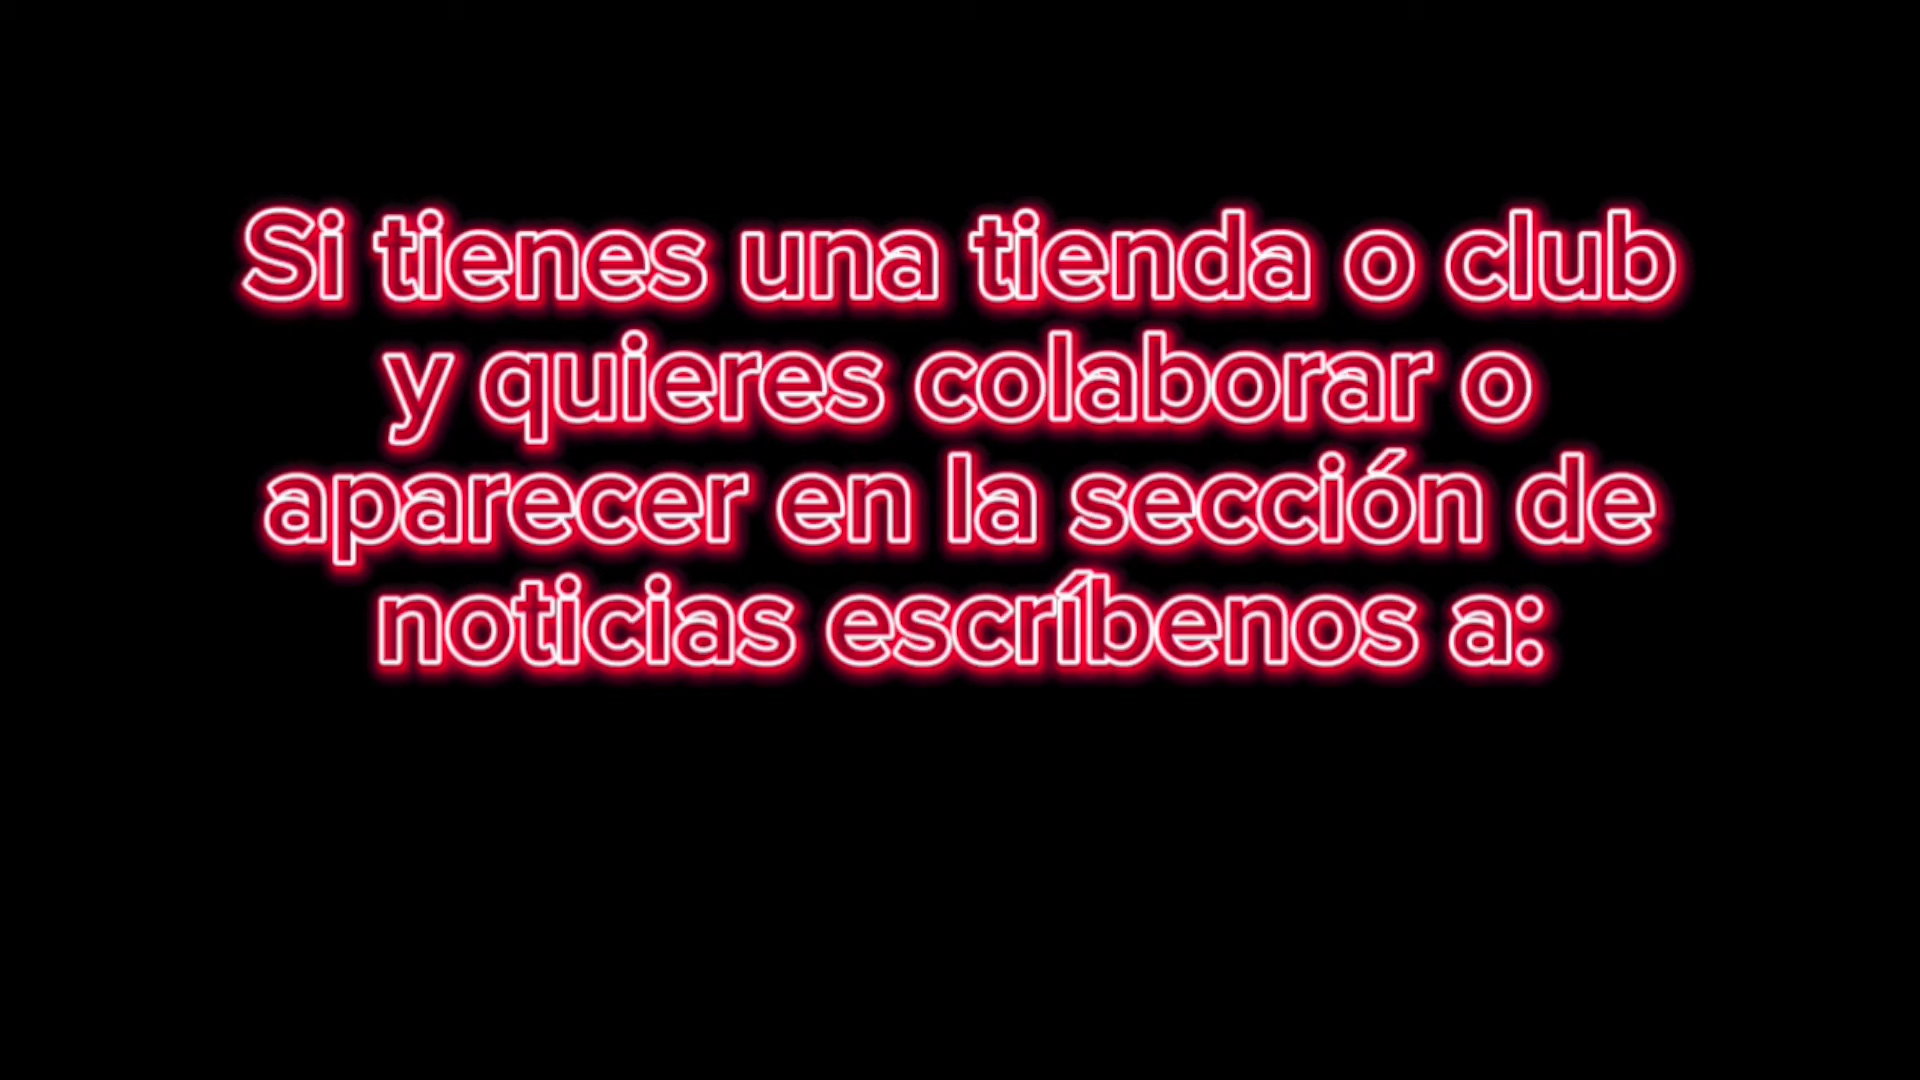 Si tienes una tienda o club
y quieres colaborar o
aparecer en la sección de
noticias escríbenos a: